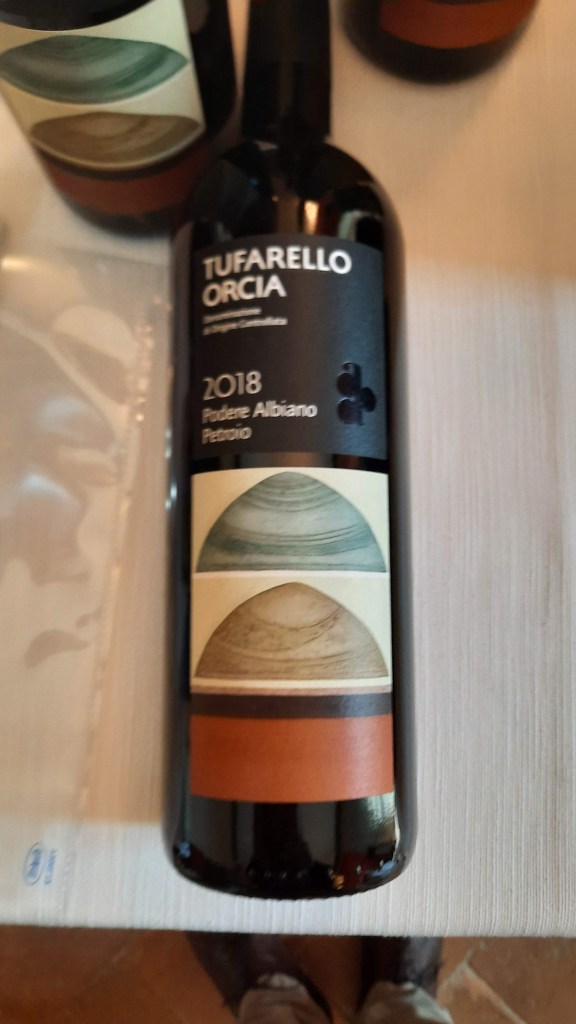 TUFARELLO
ORCIA
Denominazione
di Origine Controllata
2018
Podere Albiano
Petroio